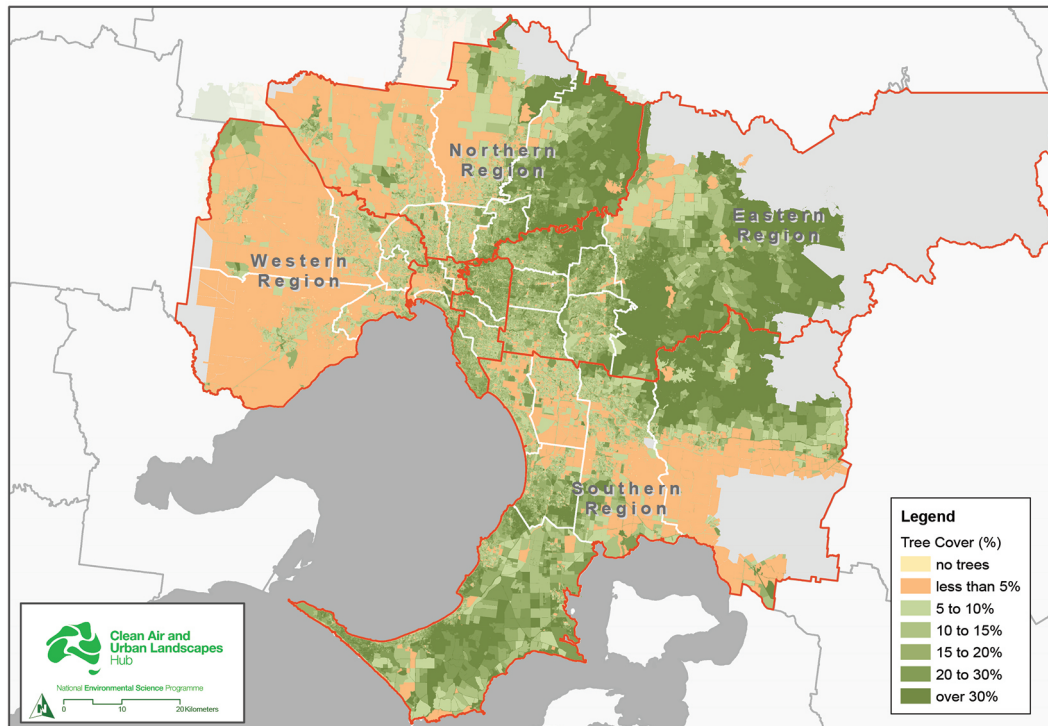 Northern
Region
Eastern
Region
Western
Region
Southern
Region
Legend
Tree Cover (%)
no trees
less than 5%
5 to 10%
10 to 15%
15 to 20%
20 to 30%
over 30%
Clean Air and
Urban Landscapes
Hub
National Environmental Science Programme
N
0 10 20 Kilometers